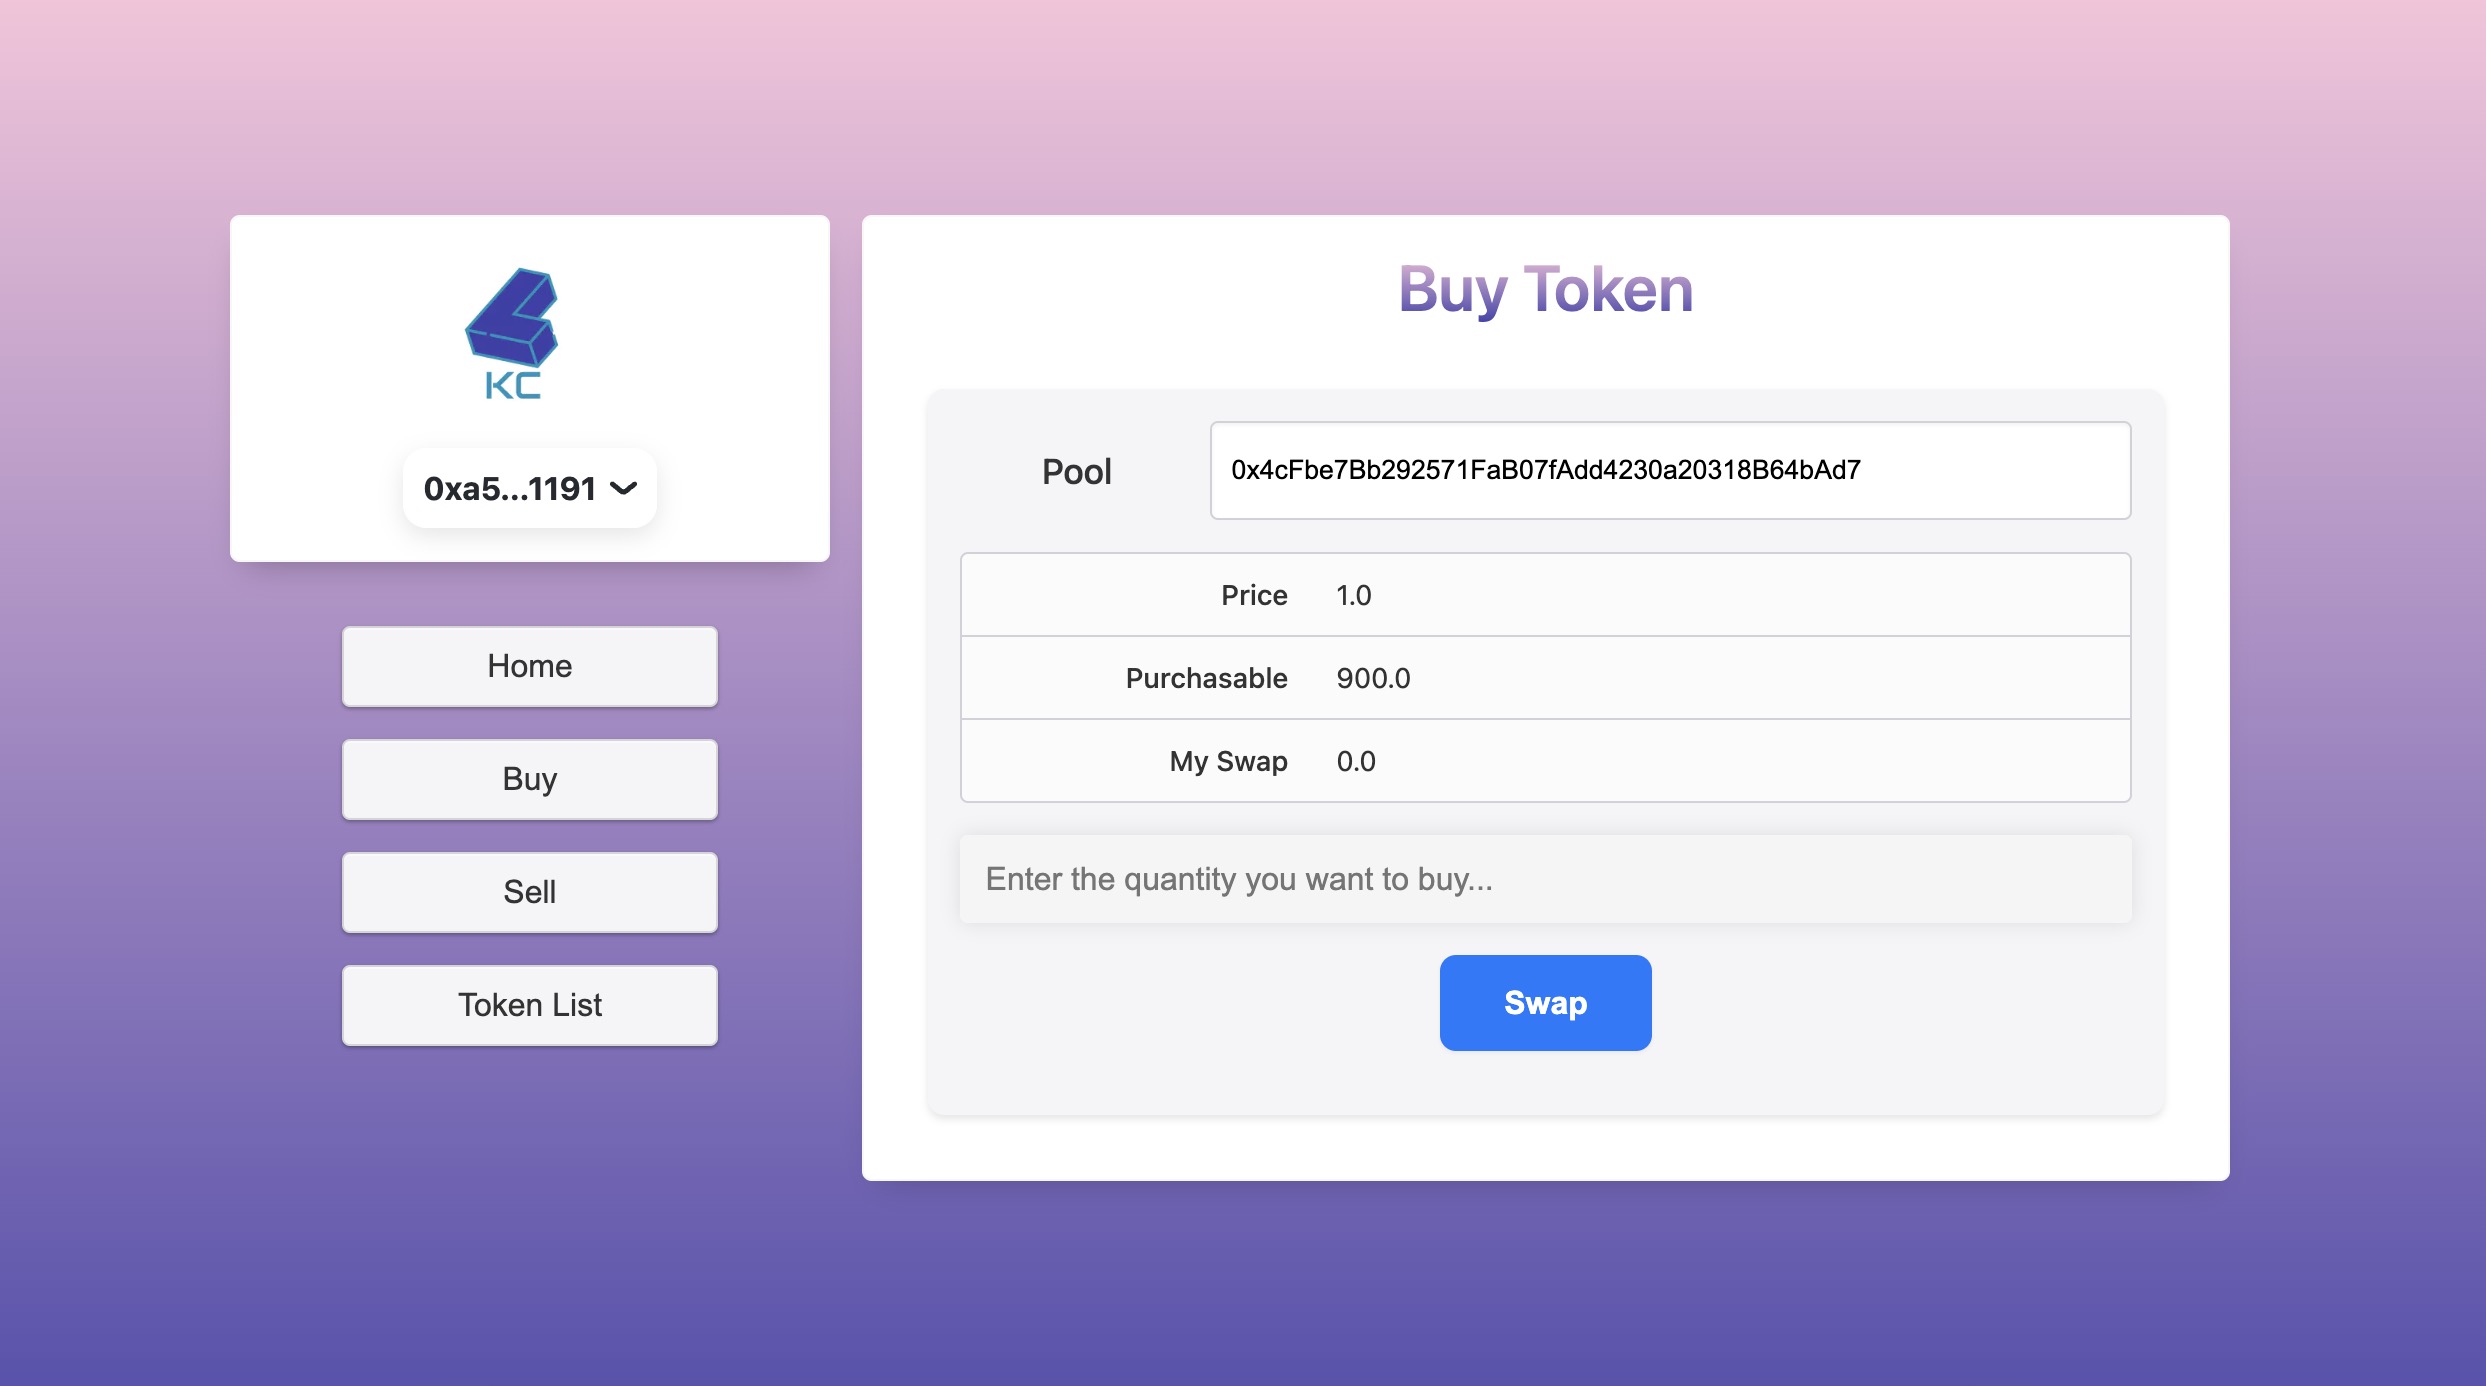 KC
0xa5...1191
Home
Buy
Sell
Token List
Buy Token
Pool
0x4cFbe7Bb292571FaB07fAdd4230a20318B64bAd7
Price 1.0
Purchasable 900.0
My Swap 0.0
Enter the quantity you want to buy...
Swap